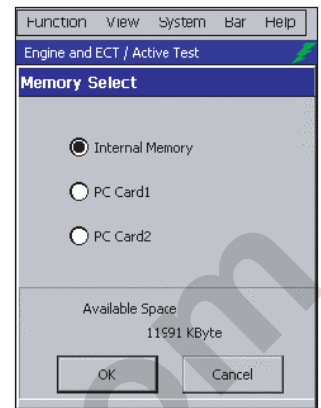 Function View System Bar Help
Engine and ECT / Active Test
Memory Select
Internal Memory
PC Card1
PC Card2
Available Space
11991 KByte
OK Cancel